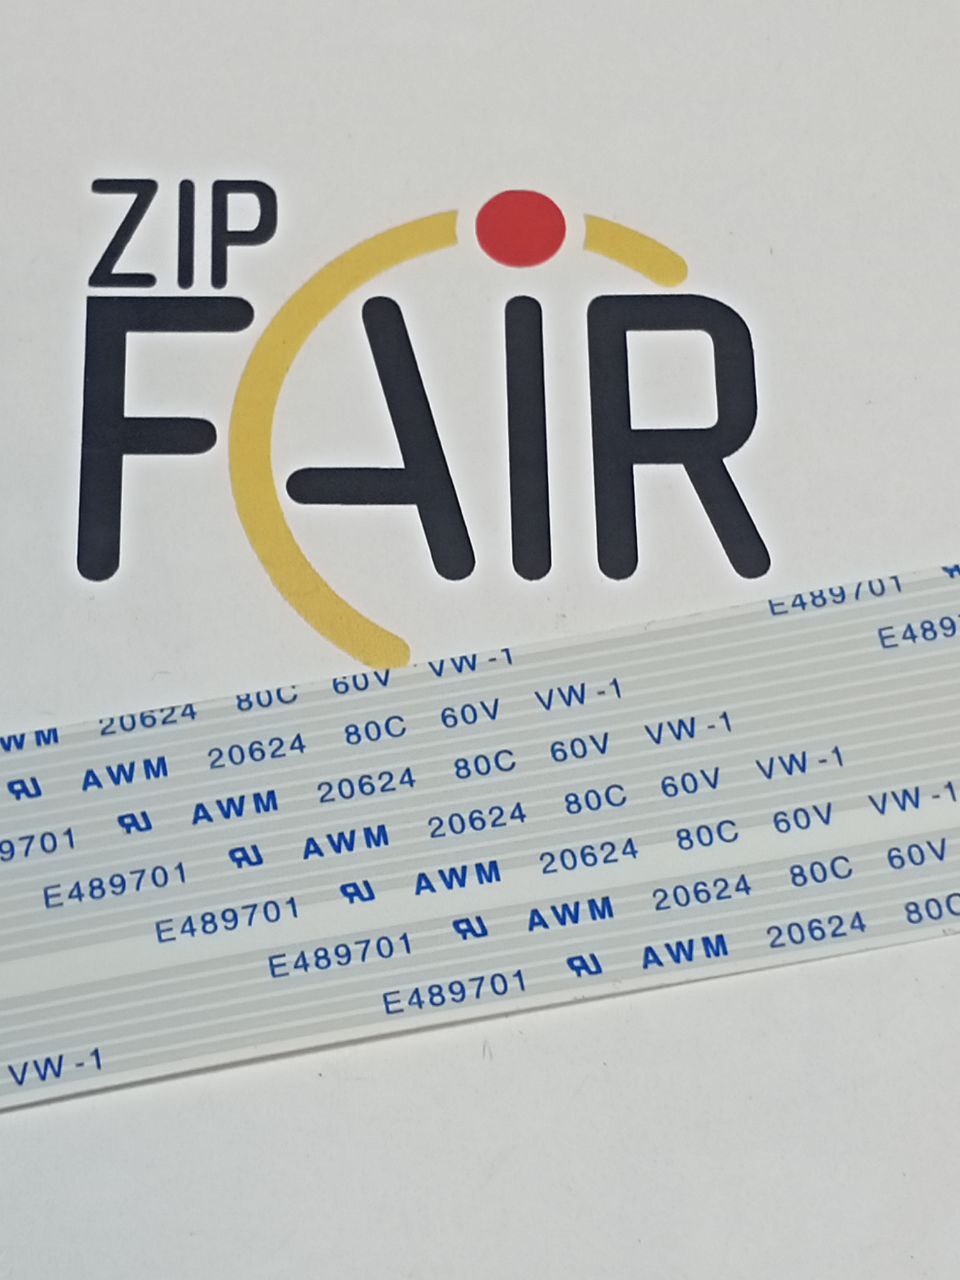 ZIP
FAIR
E489701
WM 20624 80C 60V VW-1 E489
AWM 20624 80C 60V VW-1
9701 AWM 20624 80C 60V VW-1
E489701 AWM 20624 80C 60V VW-1
E489701 AWM 20624 80C 60V VW-1
E489701 AWM 20624 80C 60V
E489701 AWM 20624 80C
VW-1